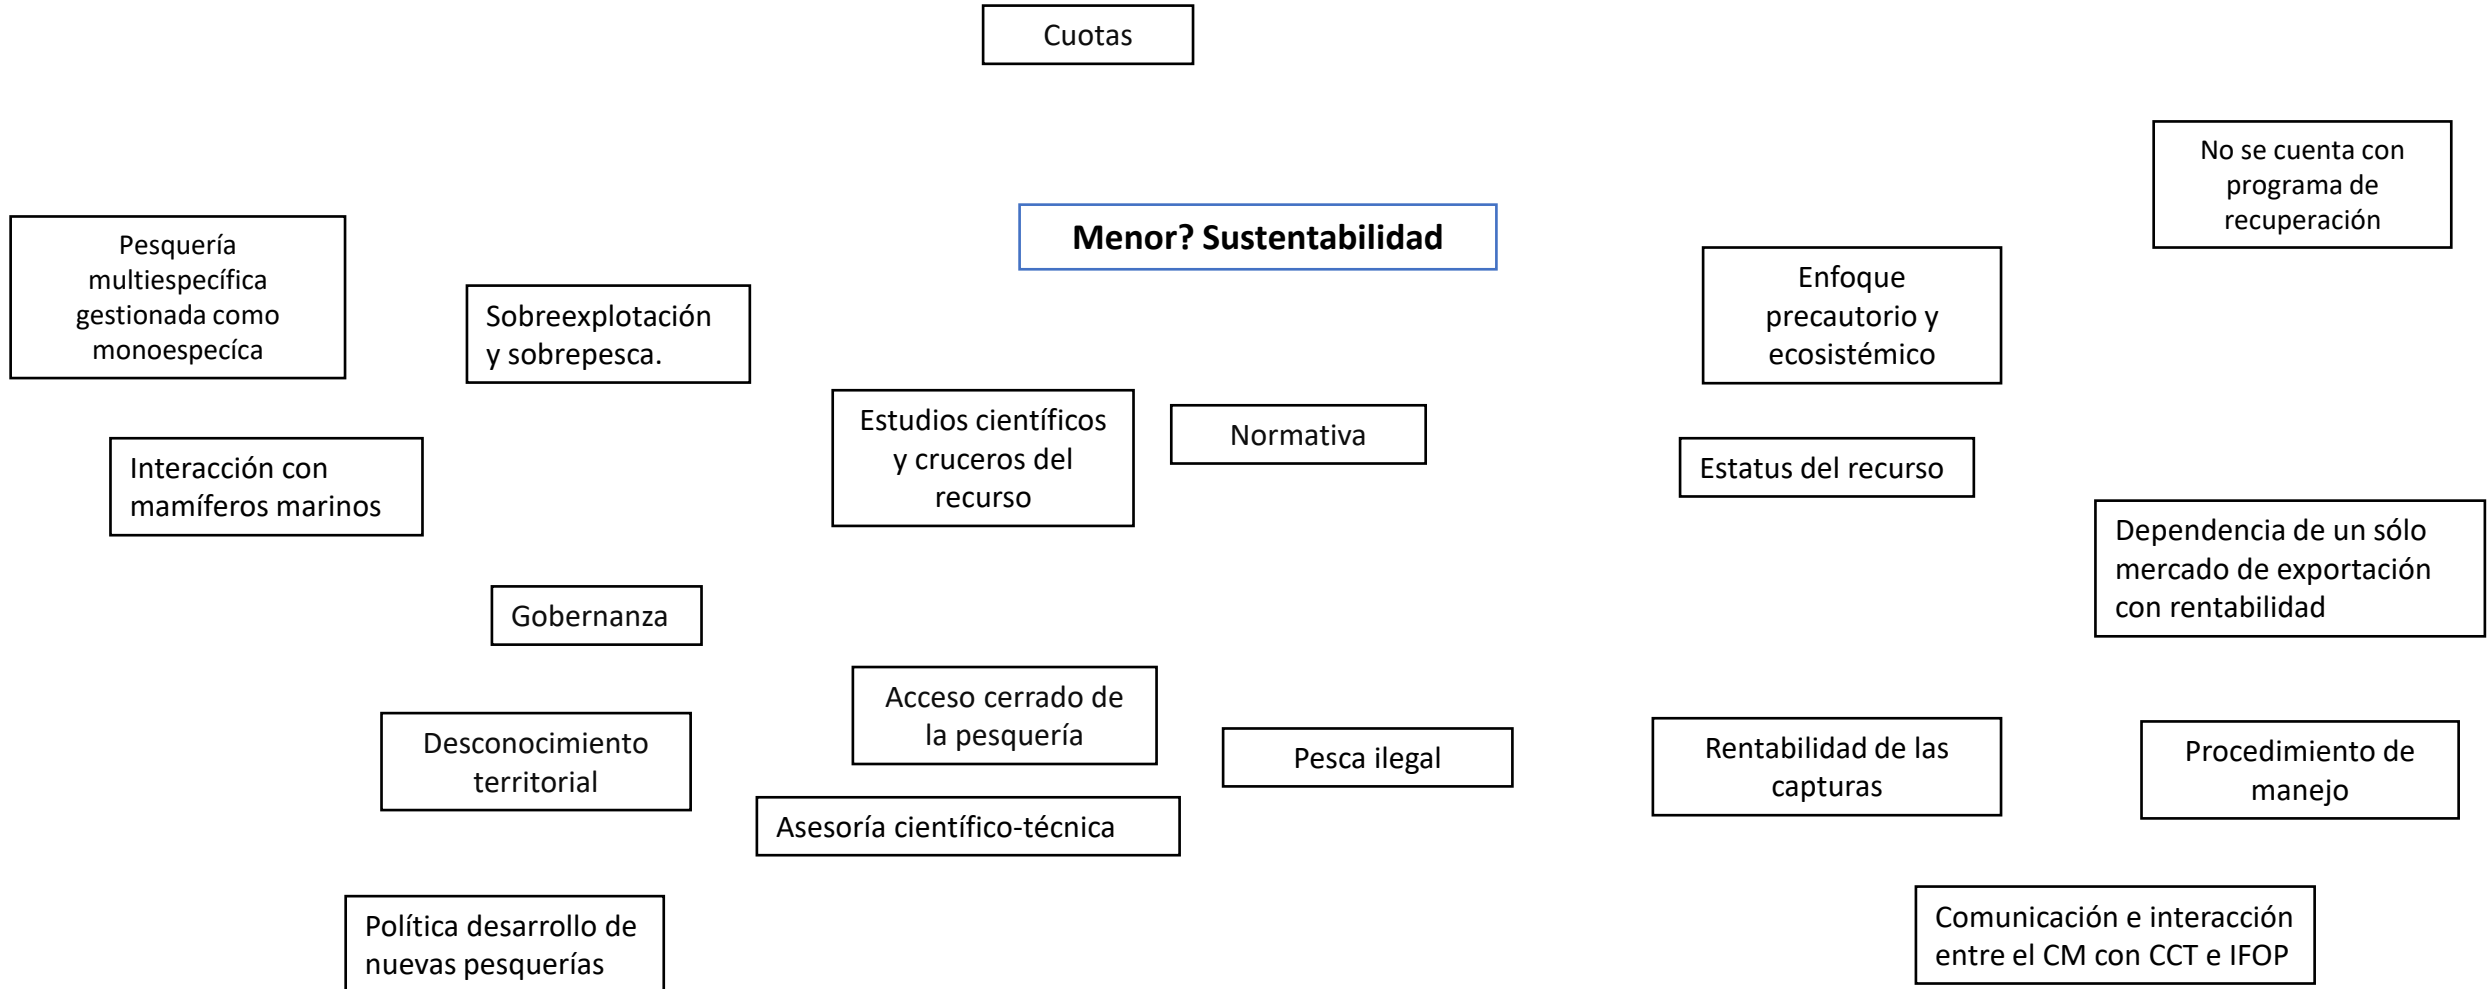 Cuotas
No se cuenta con
programa de
recuperación
Menor? Sustentabilidad
Pesquería
multiespecífica
gestionada como
monoespecíca
Enfoque
precautorio y
ecosistémico
Sobreexplotación
y sobrepesca.
Estudios científicos
y cruceros del
recurso
Normativa
Interacción con
mamíferos marinos
Estatus del recurso
Dependencia de un sólo
mercado de exportación
con rentabilidad
Gobernanza
Acceso cerrado de
la pesquería
Desconocimiento
territorial
Pesca ilegal
Rentabilidad de las
capturas
Procedimiento de
manejo
Asesoría científico-técnica
Política desarrollo de
nuevas pesquerías
Comunicación e interacción
entre el CM con CCT e IFOP